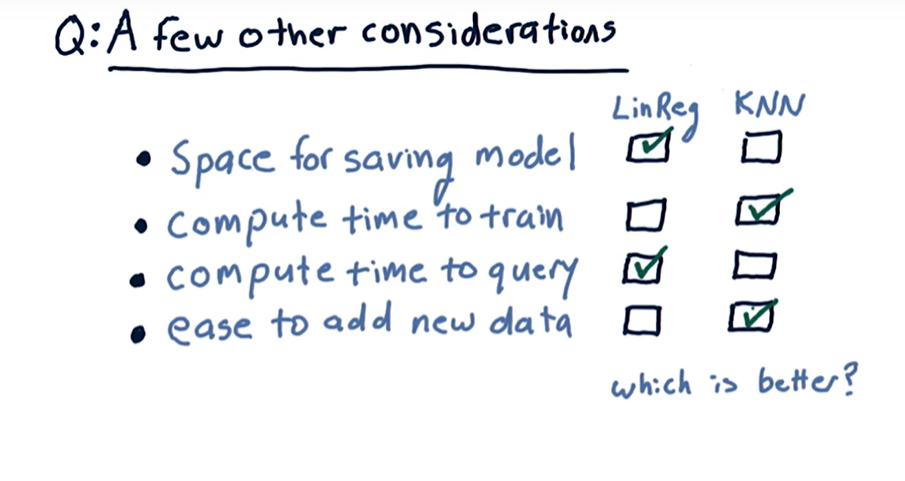 Q: A few other considerations
LinReg KNN
• Space for saving model ☑ ☐
• compute time to train ☐ ☑
• compute time to query ☑ ☐
• ease to add new data ☐ ☑
which is better?